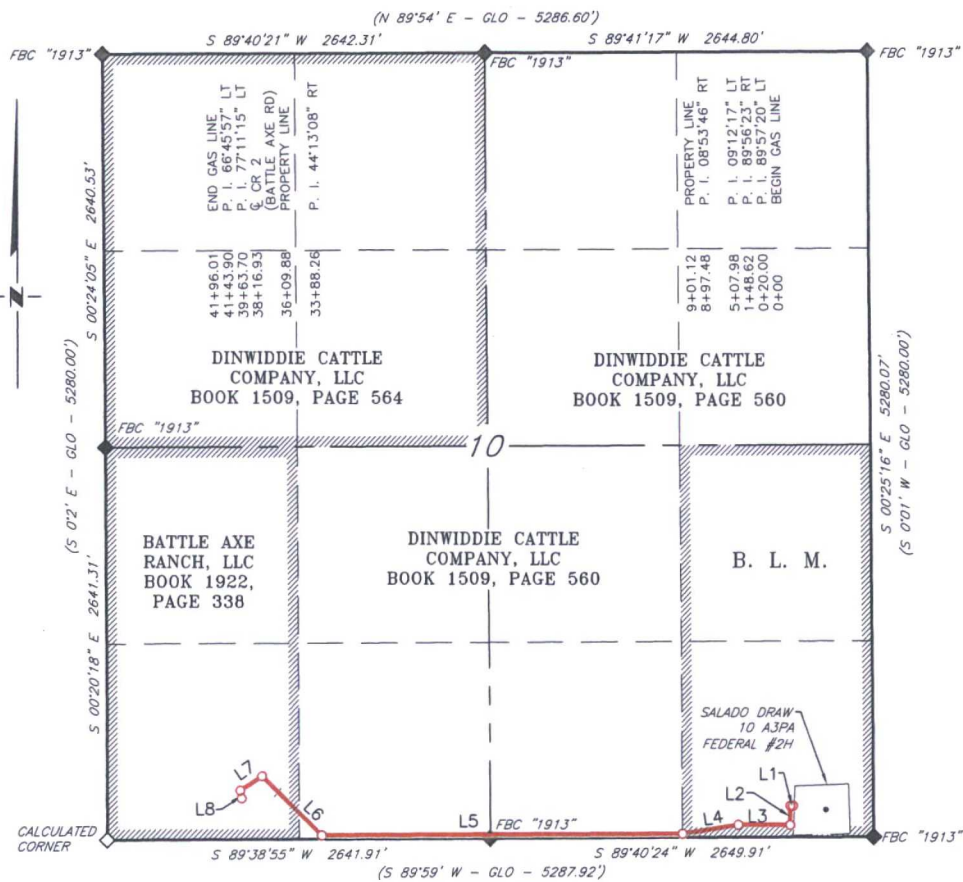 (N 89°54' E - GLO - 5286.60')
S 89°40'21" W 2642.31'
S 89°41'17" W 2644.80'
FBC "1913"
FBC "1913"
FBC "1913"
END GAS LINE
P. I. 66°45'57" LT
P. I. 77°11'15" LT
℄ CR 2
(BATTLE AXE RD)
PROPERTY LINE
P. I. 44°13'08" RT
41+96.01
41+43.90
39+63.70
38+16.93
36+09.88
33+88.26
PROPERTY LINE
P. I. 08°53'46" RT
P. I. 09°12'17" LT
P. I. 89°56'23" RT
P. I. 89°57'20" LT
BEGIN GAS LINE
9+01.12
8+97.48
5+07.98
1+48.62
0+20.00
0+00
S 00°24'05" E 2640.53'
N
(S 0'2' E - GLO - 5280.00')
DINWIDDIE CATTLE
COMPANY, LLC
BOOK 1509, PAGE 564
DINWIDDIE CATTLE
COMPANY, LLC
BOOK 1509, PAGE 560
S 00°25'16" E 5280.07'
(S 0°01' W - GLO - 5280.00')
FBC "1913"
10
BATTLE AXE
RANCH, LLC
BOOK 1922,
PAGE 338
DINWIDDIE CATTLE
COMPANY, LLC
BOOK 1509, PAGE 560
B. L. M.
S 00°20'18" E 2641.31'
SALADO DRAW
10 A3PA
FEDERAL #2H
L1
L2
L3
L4
L5
L6
L7
L8
CALCULATED
CORNER
FBC "1913"
FBC "1913"
S 89°38'55" W 2641.91'
S 89°40'24" W 2649.91'
(S 89°59' W - GLO - 5287.92')